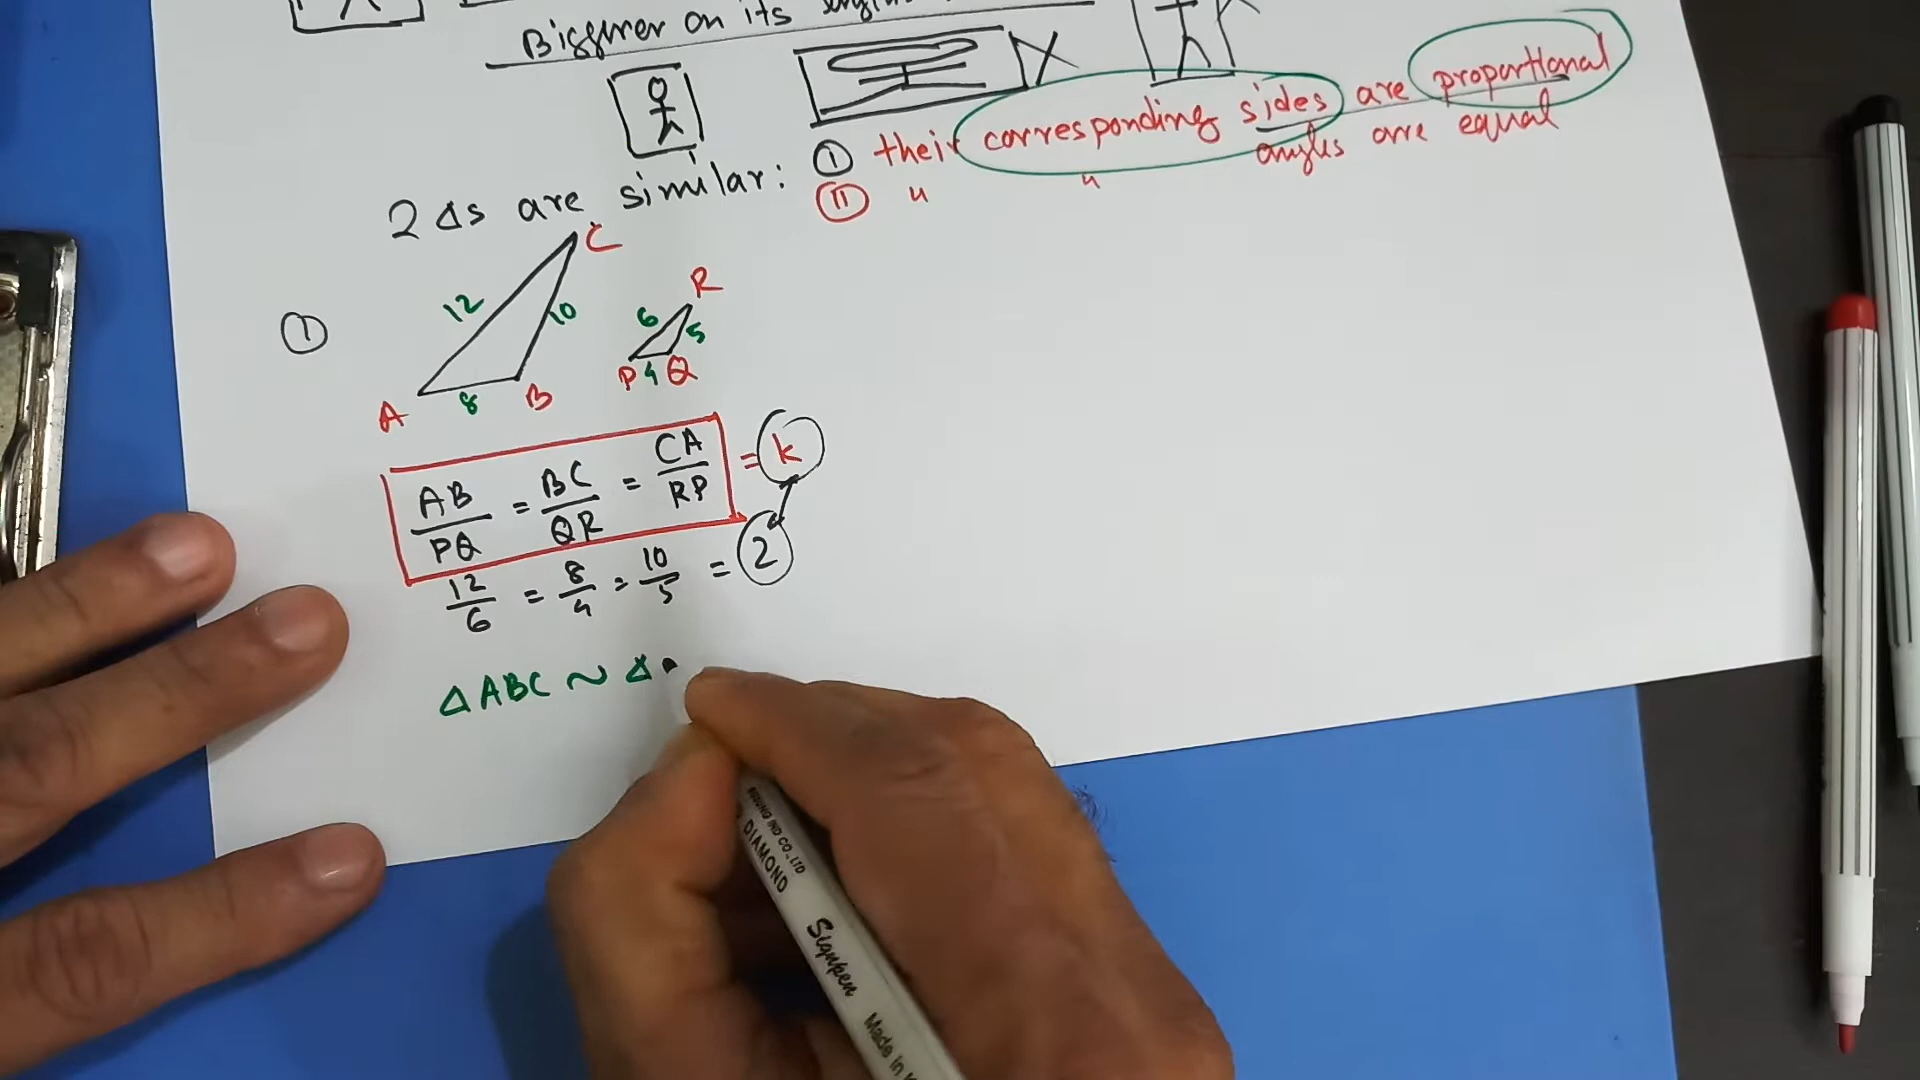 Bigger on its
① their corresponding sides are proportional
Ⓘ " " angles are equal
2 Δs are similar:
C
12
10
A
8
B
R
6
5
P 4 Q
①
AB/PQ = BC/QR = CA/RP = k
12/6 = 8/4 = 10/5 = 2
Δ ABC ~ Δ
DIAMOND
Signpen
Made in